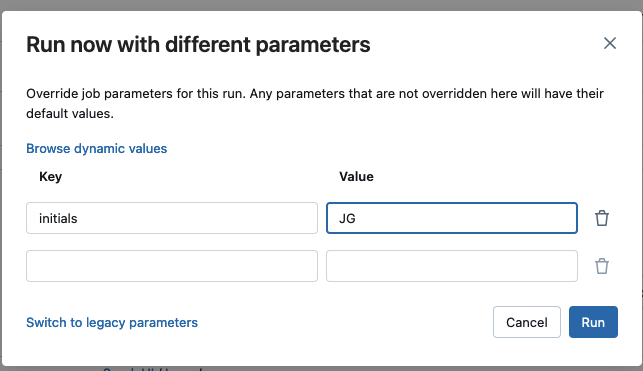 Run now with different parameters
Override job parameters for this run. Any parameters that are not overridden here will have their
default values.
Browse dynamic values
Key Value
initials JG
Switch to legacy parameters Cancel Run